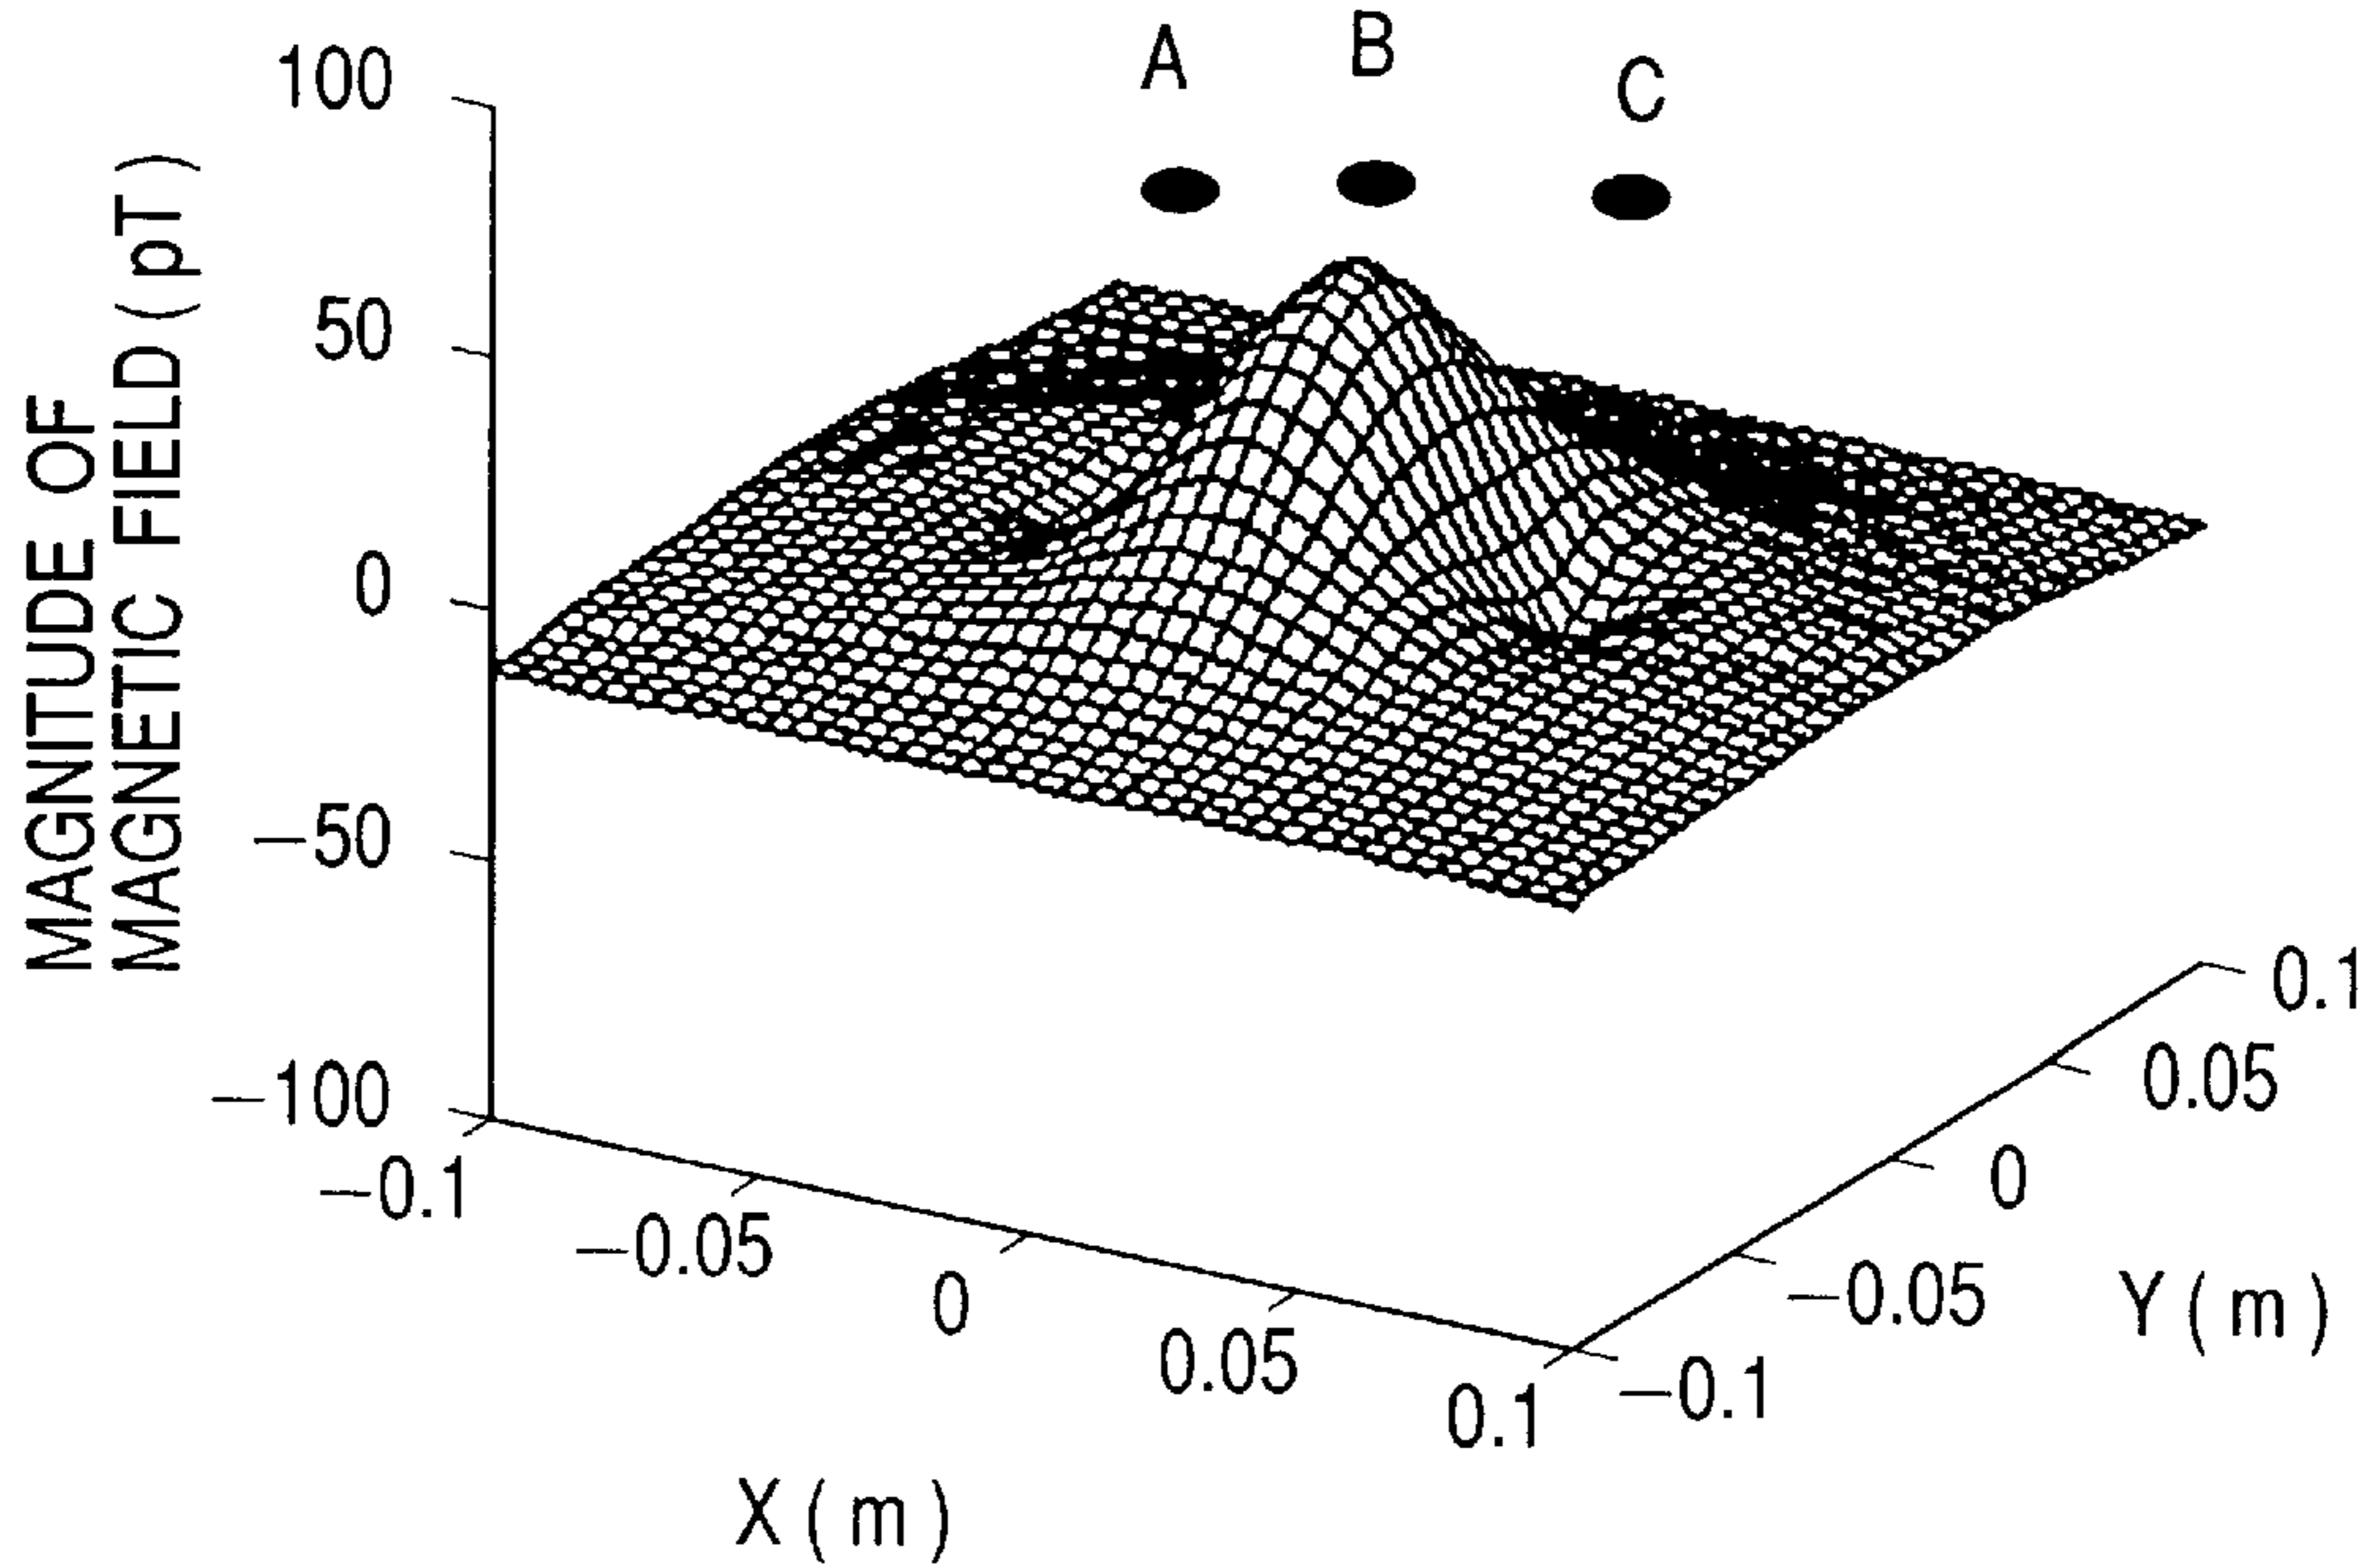 A
B
C
100
50
0
−50
−100
MAGNITUDE OF
MAGNETIC FIELD (pT)
−0.1
−0.05
0
0.05
0.1
X (m)
−0.1
−0.05
0
0.05
0.1
Y (m)